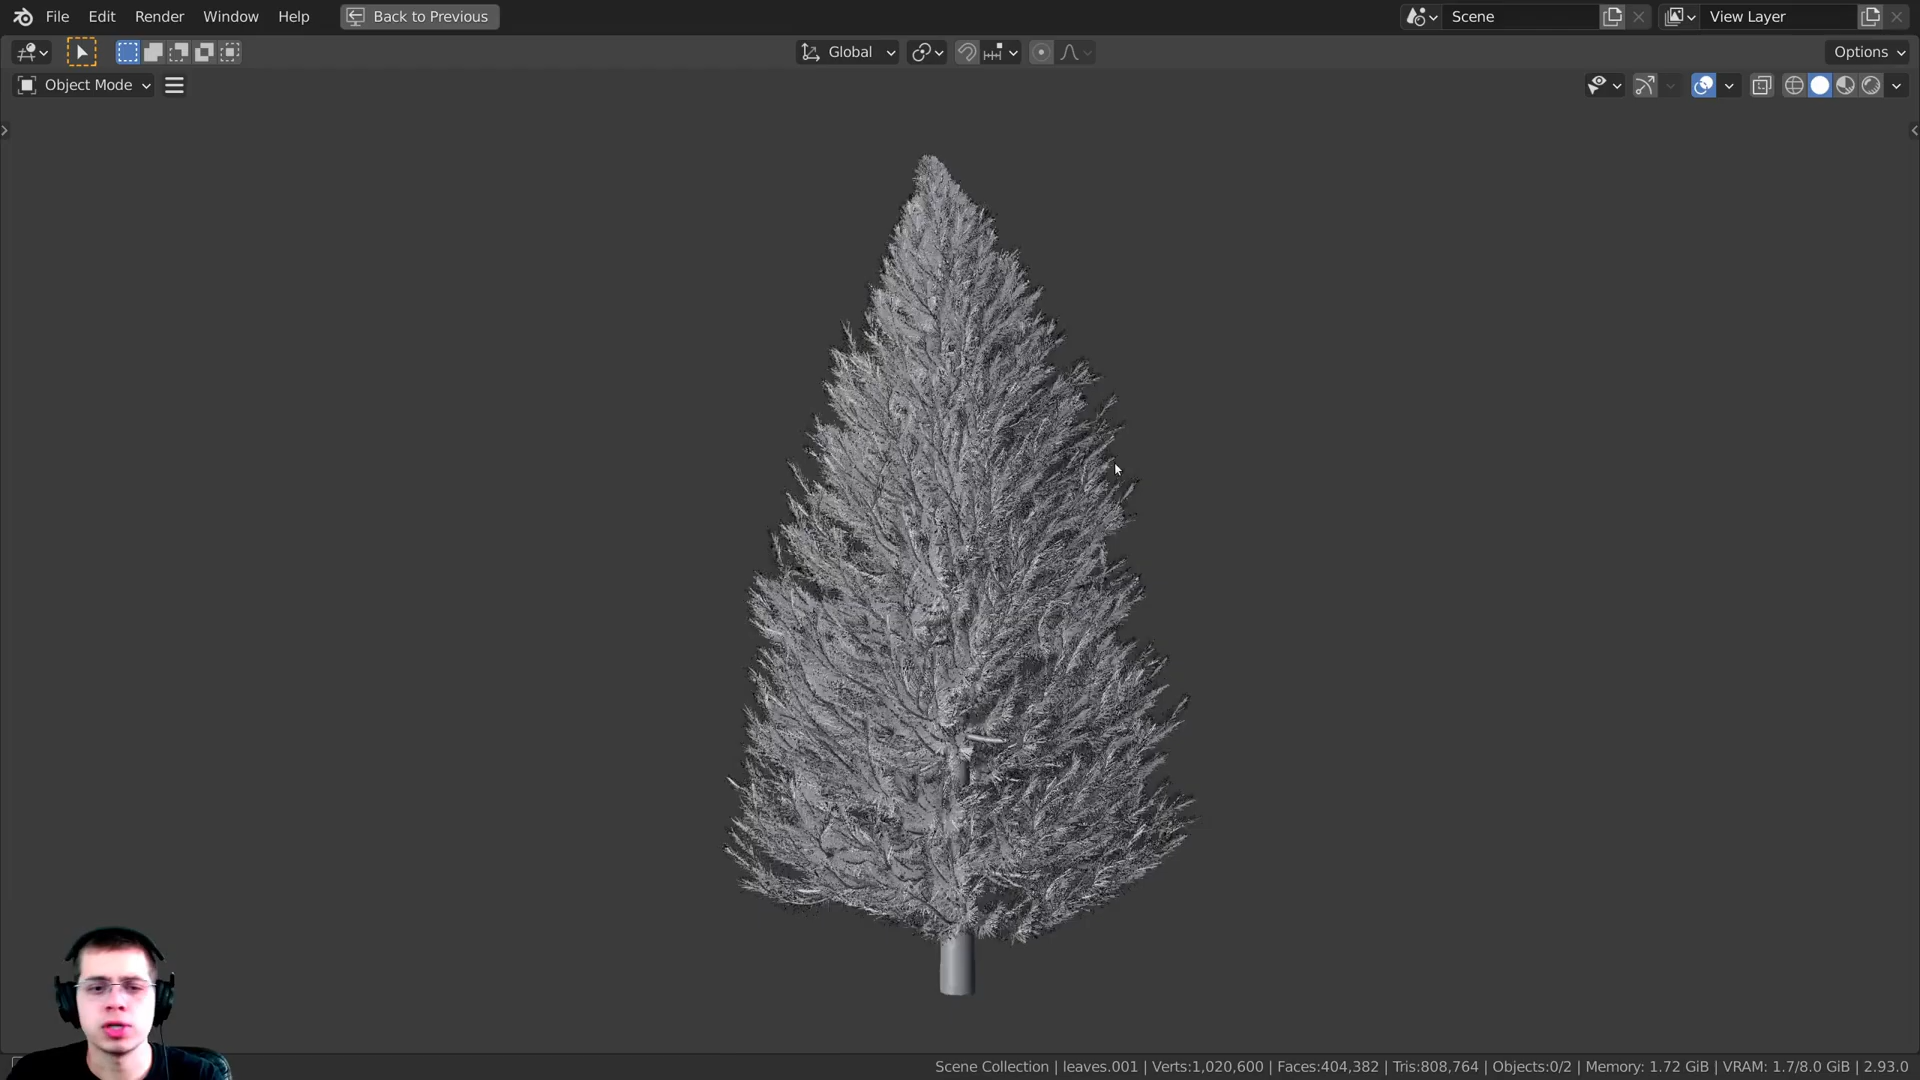 File Edit Render Window Help Back to Previous Scene View Layer
Global Options
Object Mode
Scene Collection | leaves.001 | Verts:1,020,600 | Faces:404,382 | Tris:808,764 | Objects:0/2 | Memory: 1.72 GiB | VRAM: 1.7/8.0 GiB | 2.93.0